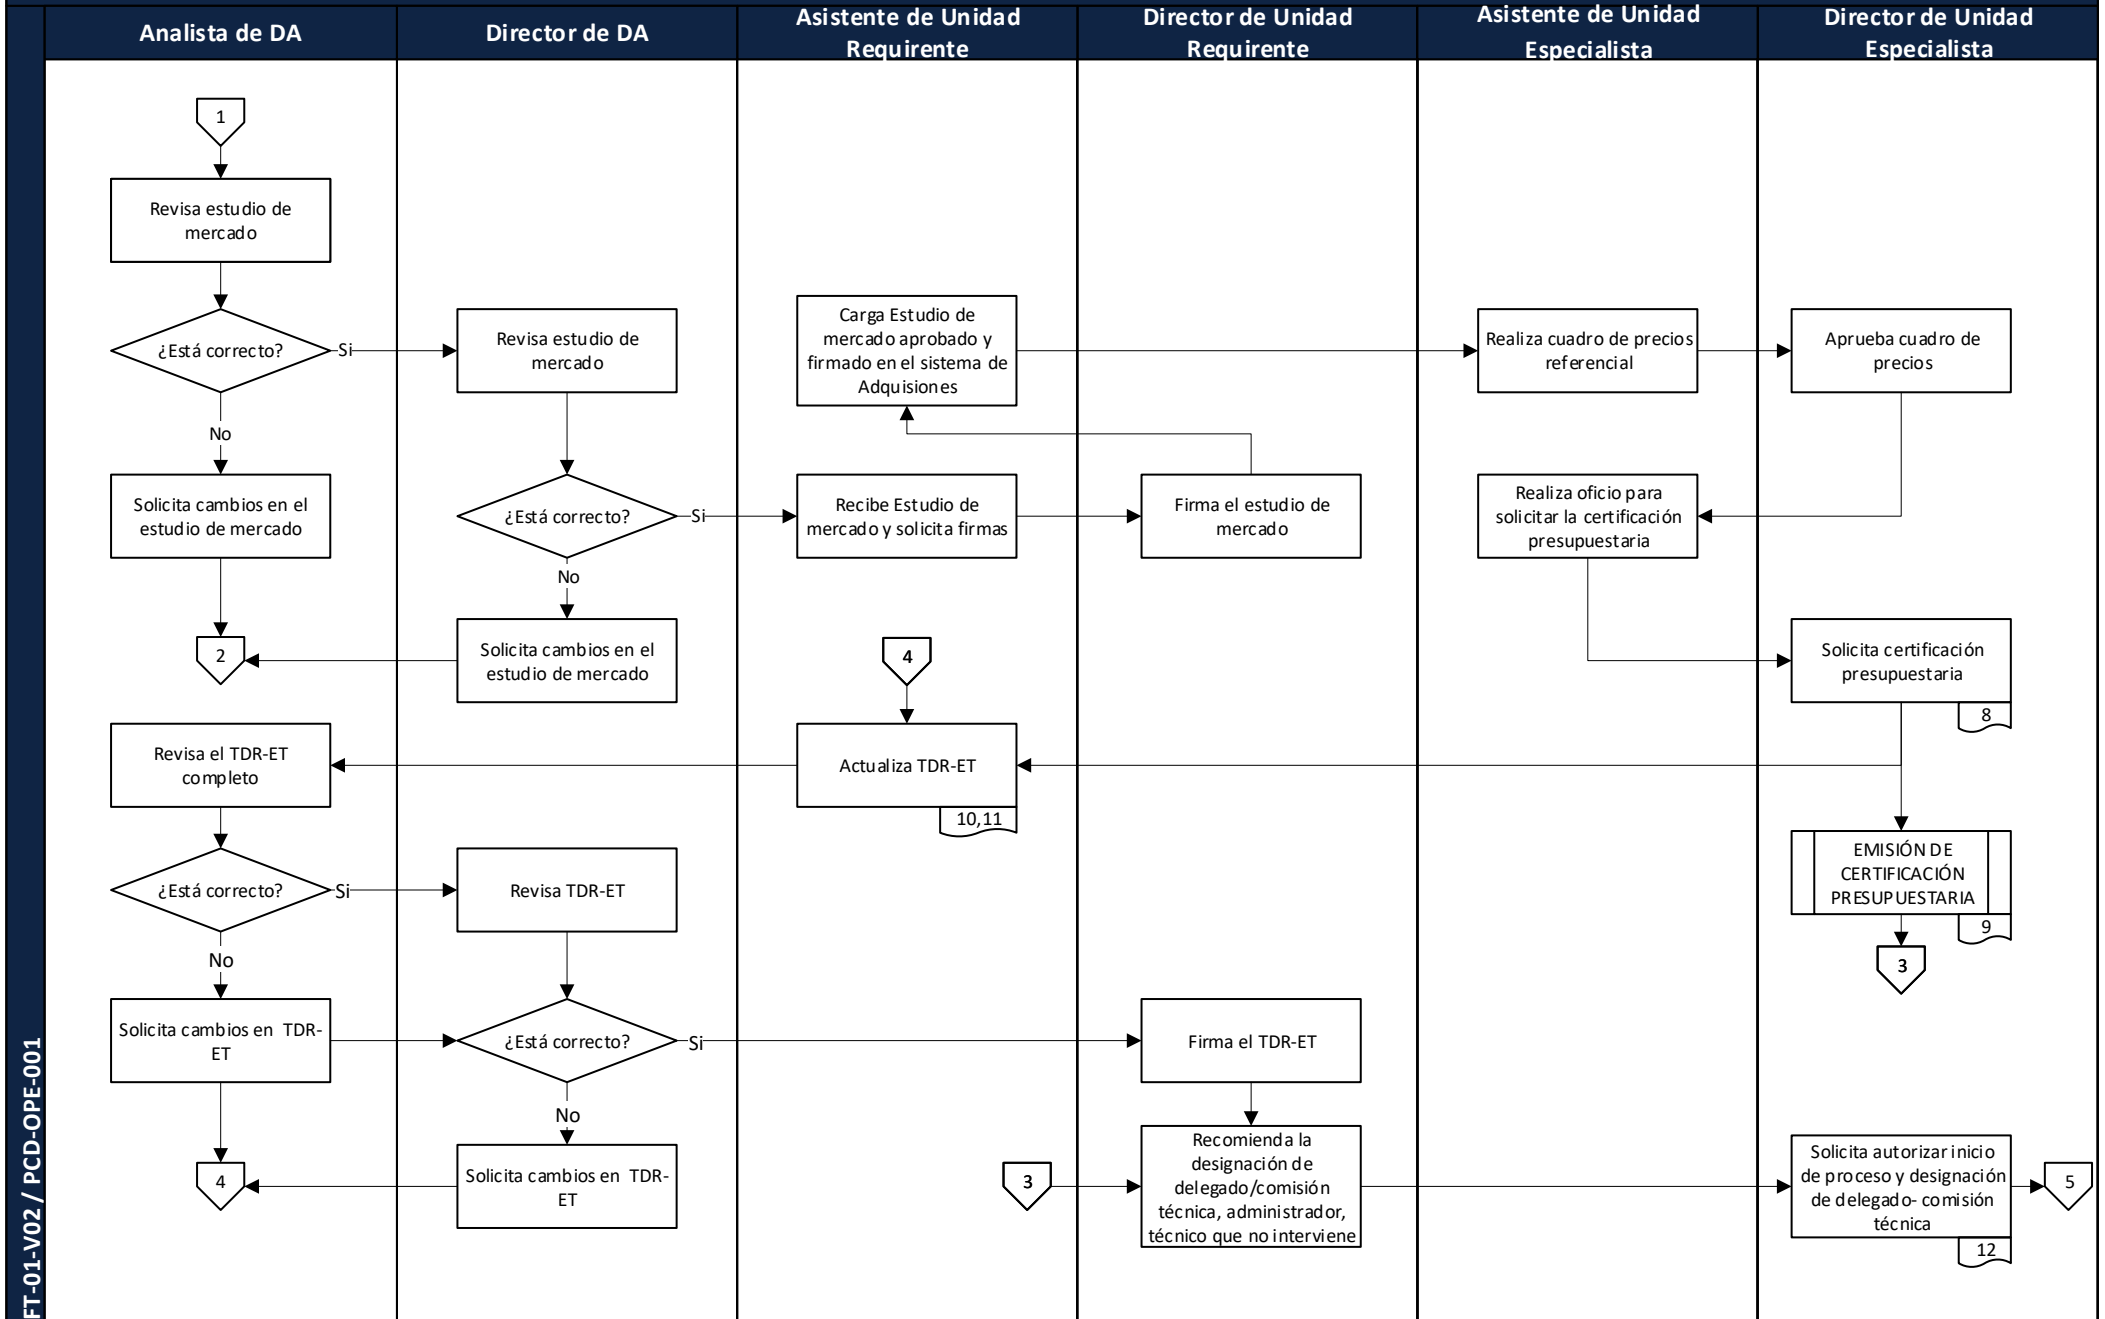 Analista de DA
Director de DA
Asistente de Unidad
Requirente
Director de Unidad
Requirente
Asistente de Unidad
Especialista
Director de Unidad
Especialista
1
Revisa estudio de
mercado
¿Está correcto?
Si
Revisa estudio de
mercado
Carga Estudio de
mercado aprobado y
firmado en el sistema de
Adquisiones
Realiza cuadro de precios
referencial
Aprueba cuadro de
precios
No
Solicita cambios en el
estudio de mercado
¿Está correcto?
Si
Recibe Estudio de
mercado y solicita firmas
Firma el estudio de
mercado
Realiza oficio para
solicitar la certificación
presupuestaria
No
2
Solicita cambios en el
estudio de mercado
4
Solicita certificación
presupuestaria
8
Revisa el TDR-ET
completo
Actualiza TDR-ET
10,11
EMISIÓN DE
CERTIFICACIÓN
PRESUPUESTARIA
9
¿Está correcto?
Si
Revisa TDR-ET
No
3
Solicita cambios en TDR-
ET
¿Está correcto?
Si
Firma el TDR-ET
No
4
Solicita cambios en TDR-
ET
3
Recomienda la
designación de
delegado/comisión
técnica, administrador,
técnico que no interviene
Solicita autorizar inicio
de proceso y designación
de delegado- comisión
técnica
5
12
FT-01-V02 / PCD-OPE-001